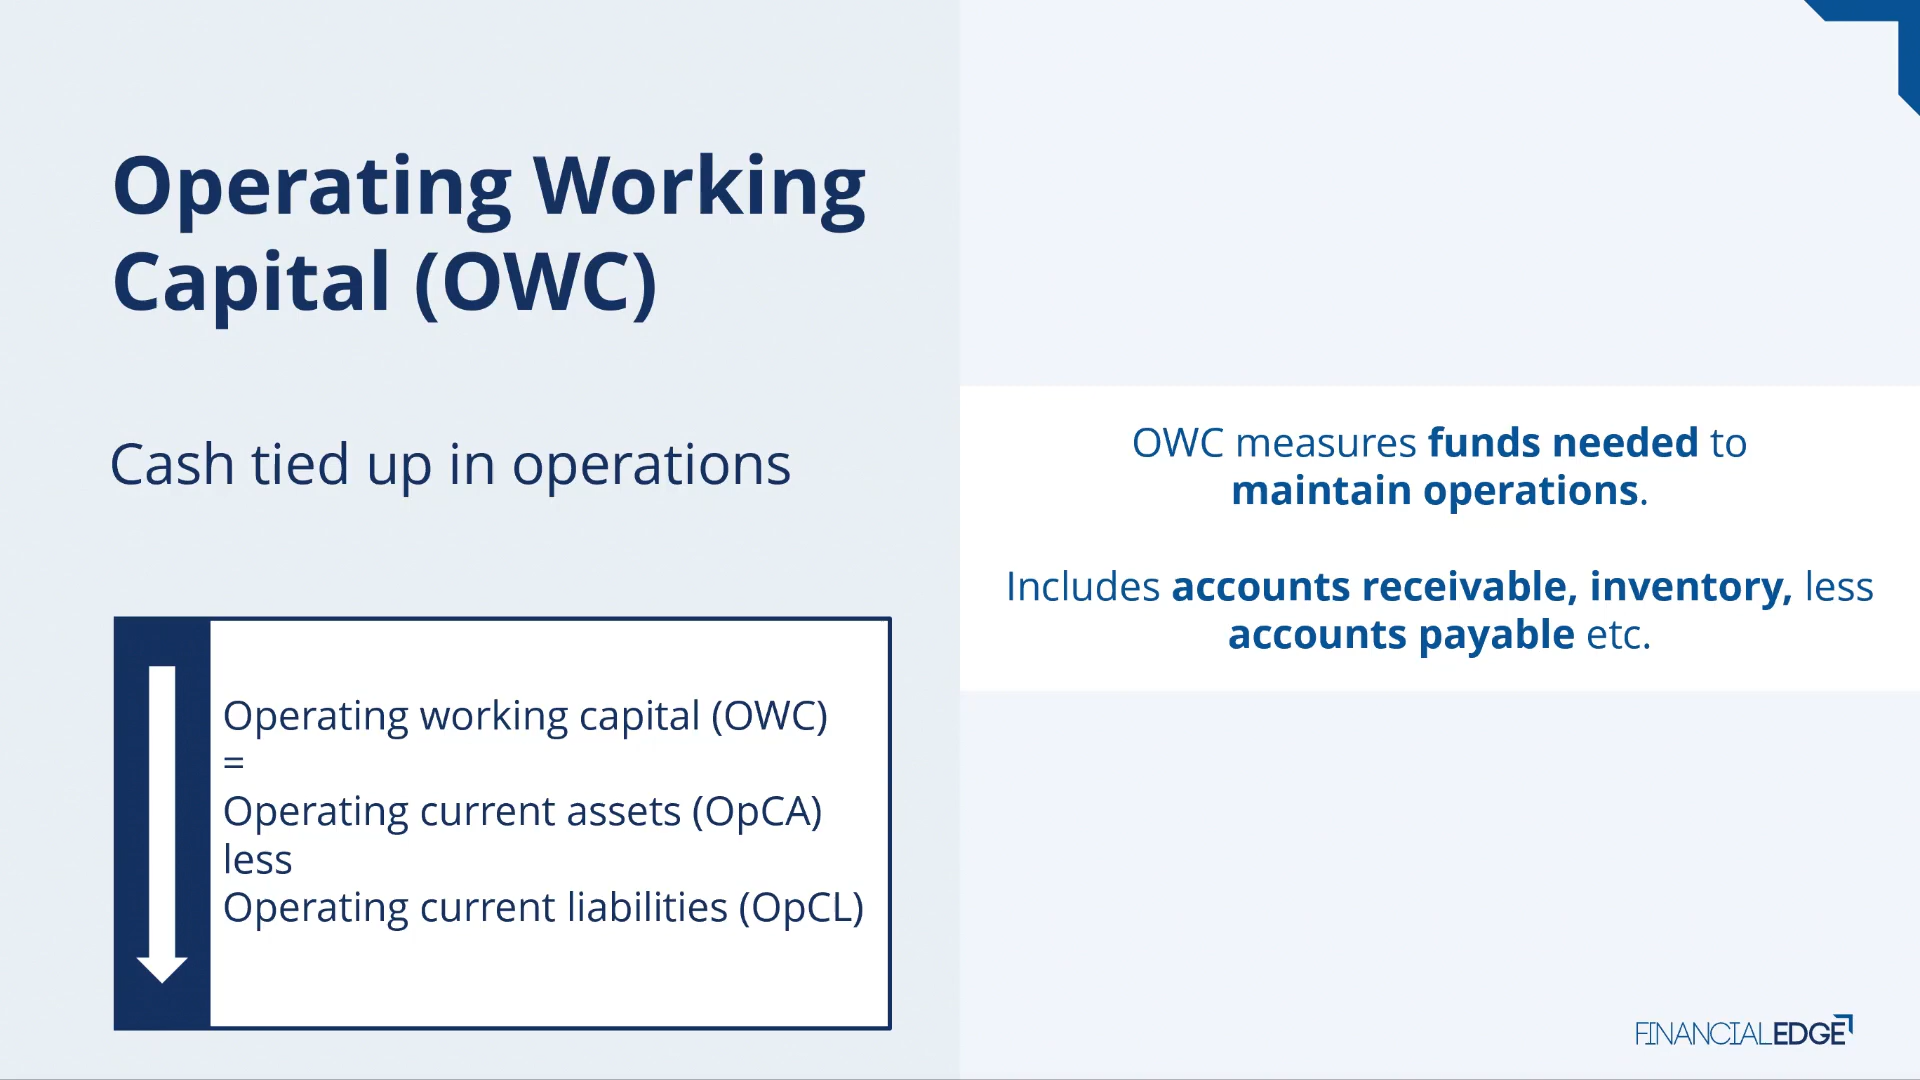 Operating Working
Capital (OWC)
Cash tied up in operations
Operating working capital (OWC)
=
Operating current assets (OpCA)
less
Operating current liabilities (OpCL)
OWC measures funds needed to
maintain operations.
Includes accounts receivable, inventory, less
accounts payable etc.
FINANCIALEDGE